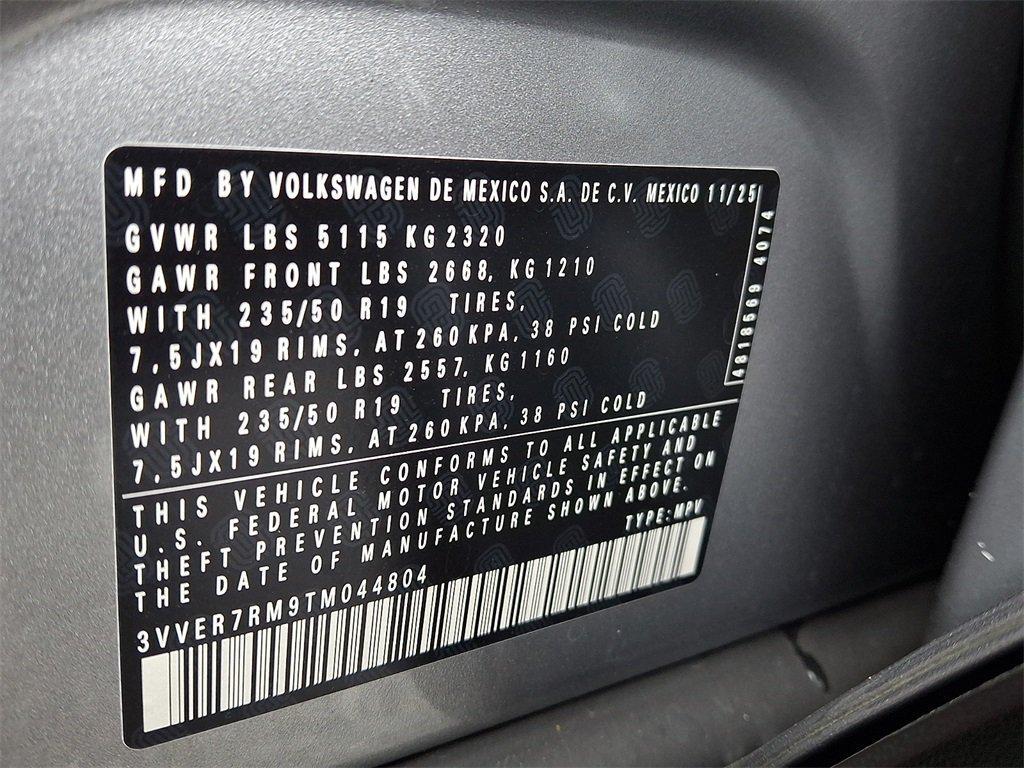 MFD BY VOLKSWAGEN DE MEXICO S.A. DE C.V. MEXICO 11/25
GVWR LBS 5115 KG 2320
GAWR FRONT LBS 2668, KG 1210
WITH 235/50 R19 TIRES,
7,5JX19 RIMS, AT 260 KPA, 38 PSI COLD
GAWR REAR LBS 2557, KG 1160
WITH 235/50 R19 TIRES,
7,5JX19 RIMS, AT 260 KPA, 38 PSI COLD
4818569 4074
THIS VEHICLE CONFORMS TO ALL APPLICABLE
U.S. FEDERAL MOTOR VEHICLE SAFETY AND
THEFT PREVENTION STANDARDS IN EFFECT ON
THE DATE OF MANUFACTURE SHOWN ABOVE.
TYPE: MPV
3VVER7RM9TM044804